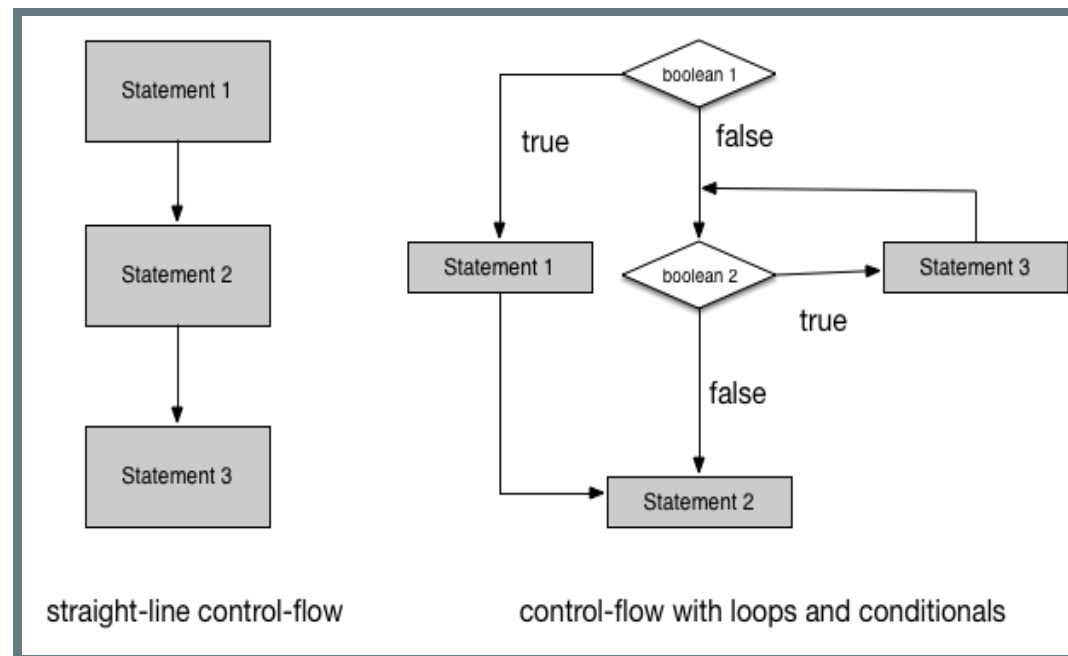 Statement 1
Statement 2
Statement 3
straight-line control-flow
boolean 1
true
false
Statement 1
boolean 2
Statement 3
true
false
Statement 2
control-flow with loops and conditionals